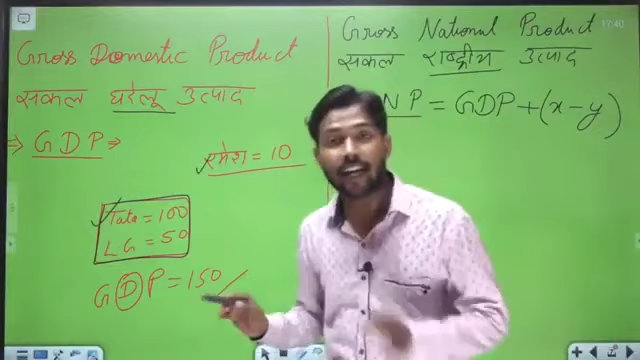 Gross Domestic Product
सकल घरेलू उत्पाद
⇒ GDP ⇒
रमेश = 10
Tata = 100
LG = 50
GDP = 150
Gross National Product
सकल राष्ट्रीय उत्पाद
NP = GDP + (x - y)
11:40